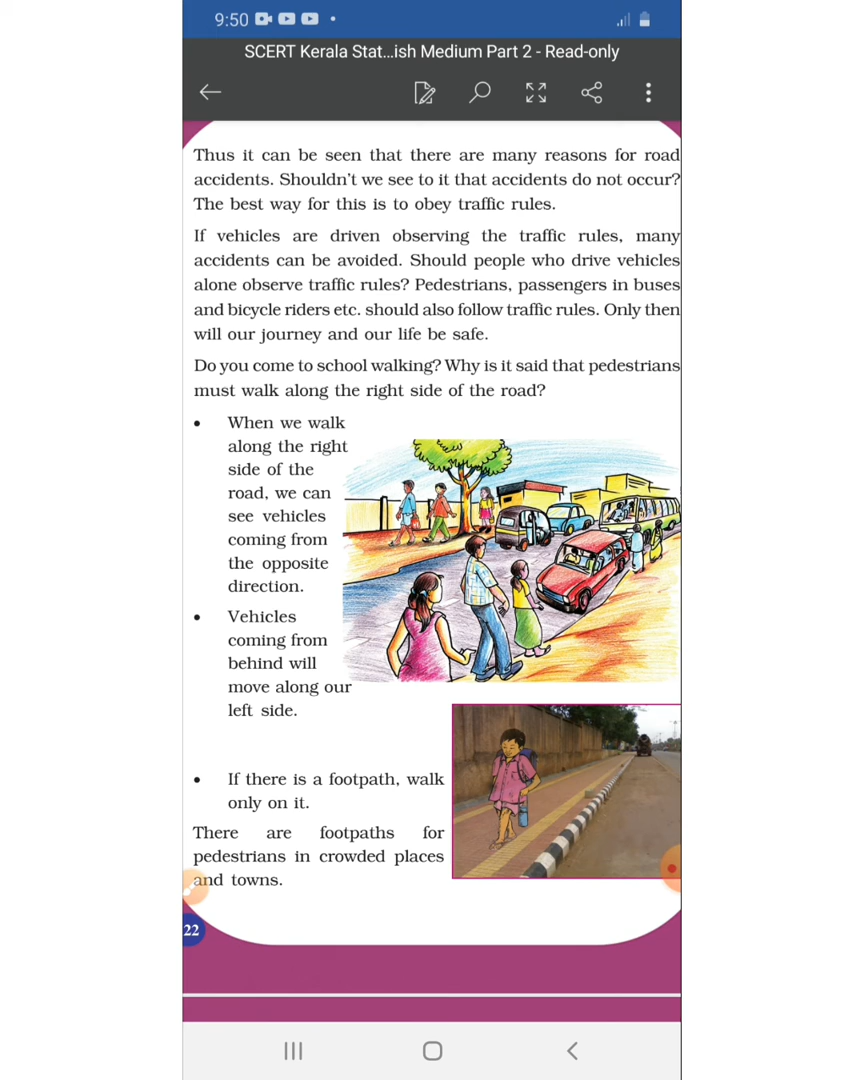 9:50
SCERT Kerala Stat...ish Medium Part 2 - Read-only
Thus it can be seen that there are many reasons for road
accidents. Shouldn't we see to it that accidents do not occur?
The best way for this is to obey traffic rules.
If vehicles are driven observing the traffic rules, many
accidents can be avoided. Should people who drive vehicles
alone observe traffic rules? Pedestrians, passengers in buses
and bicycle riders etc. should also follow traffic rules. Only then
will our journey and our life be safe.
Do you come to school walking? Why is it said that pedestrians
must walk along the right side of the road?
• When we walk
along the right
side of the
road, we can
see vehicles
coming from
the opposite
direction.
• Vehicles
coming from
behind will
move along our
left side.
• If there is a footpath, walk
only on it.
There are footpaths for
pedestrians in crowded places
and towns.
22